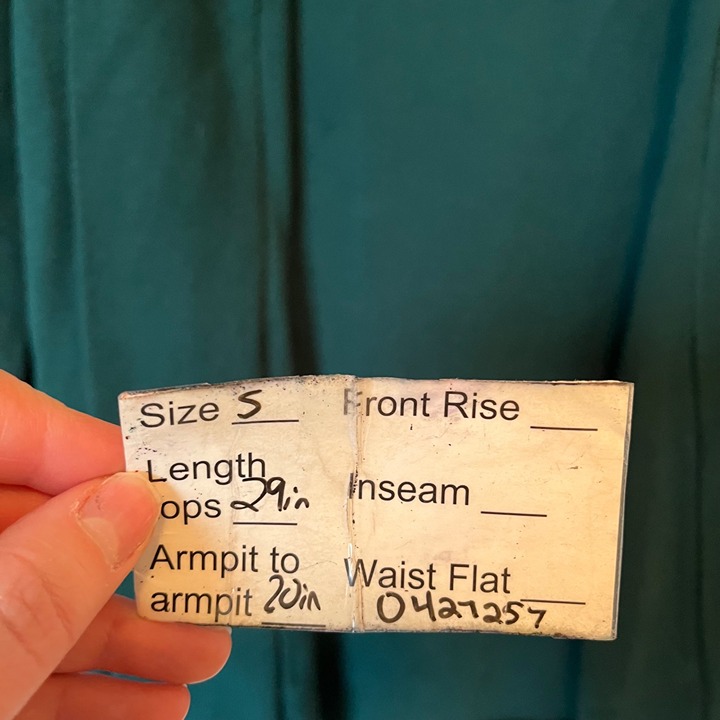 Size S
Length
ops 29in
Armpit to
armpit 20in
Front Rise
Inseam
Waist Flat
0427257